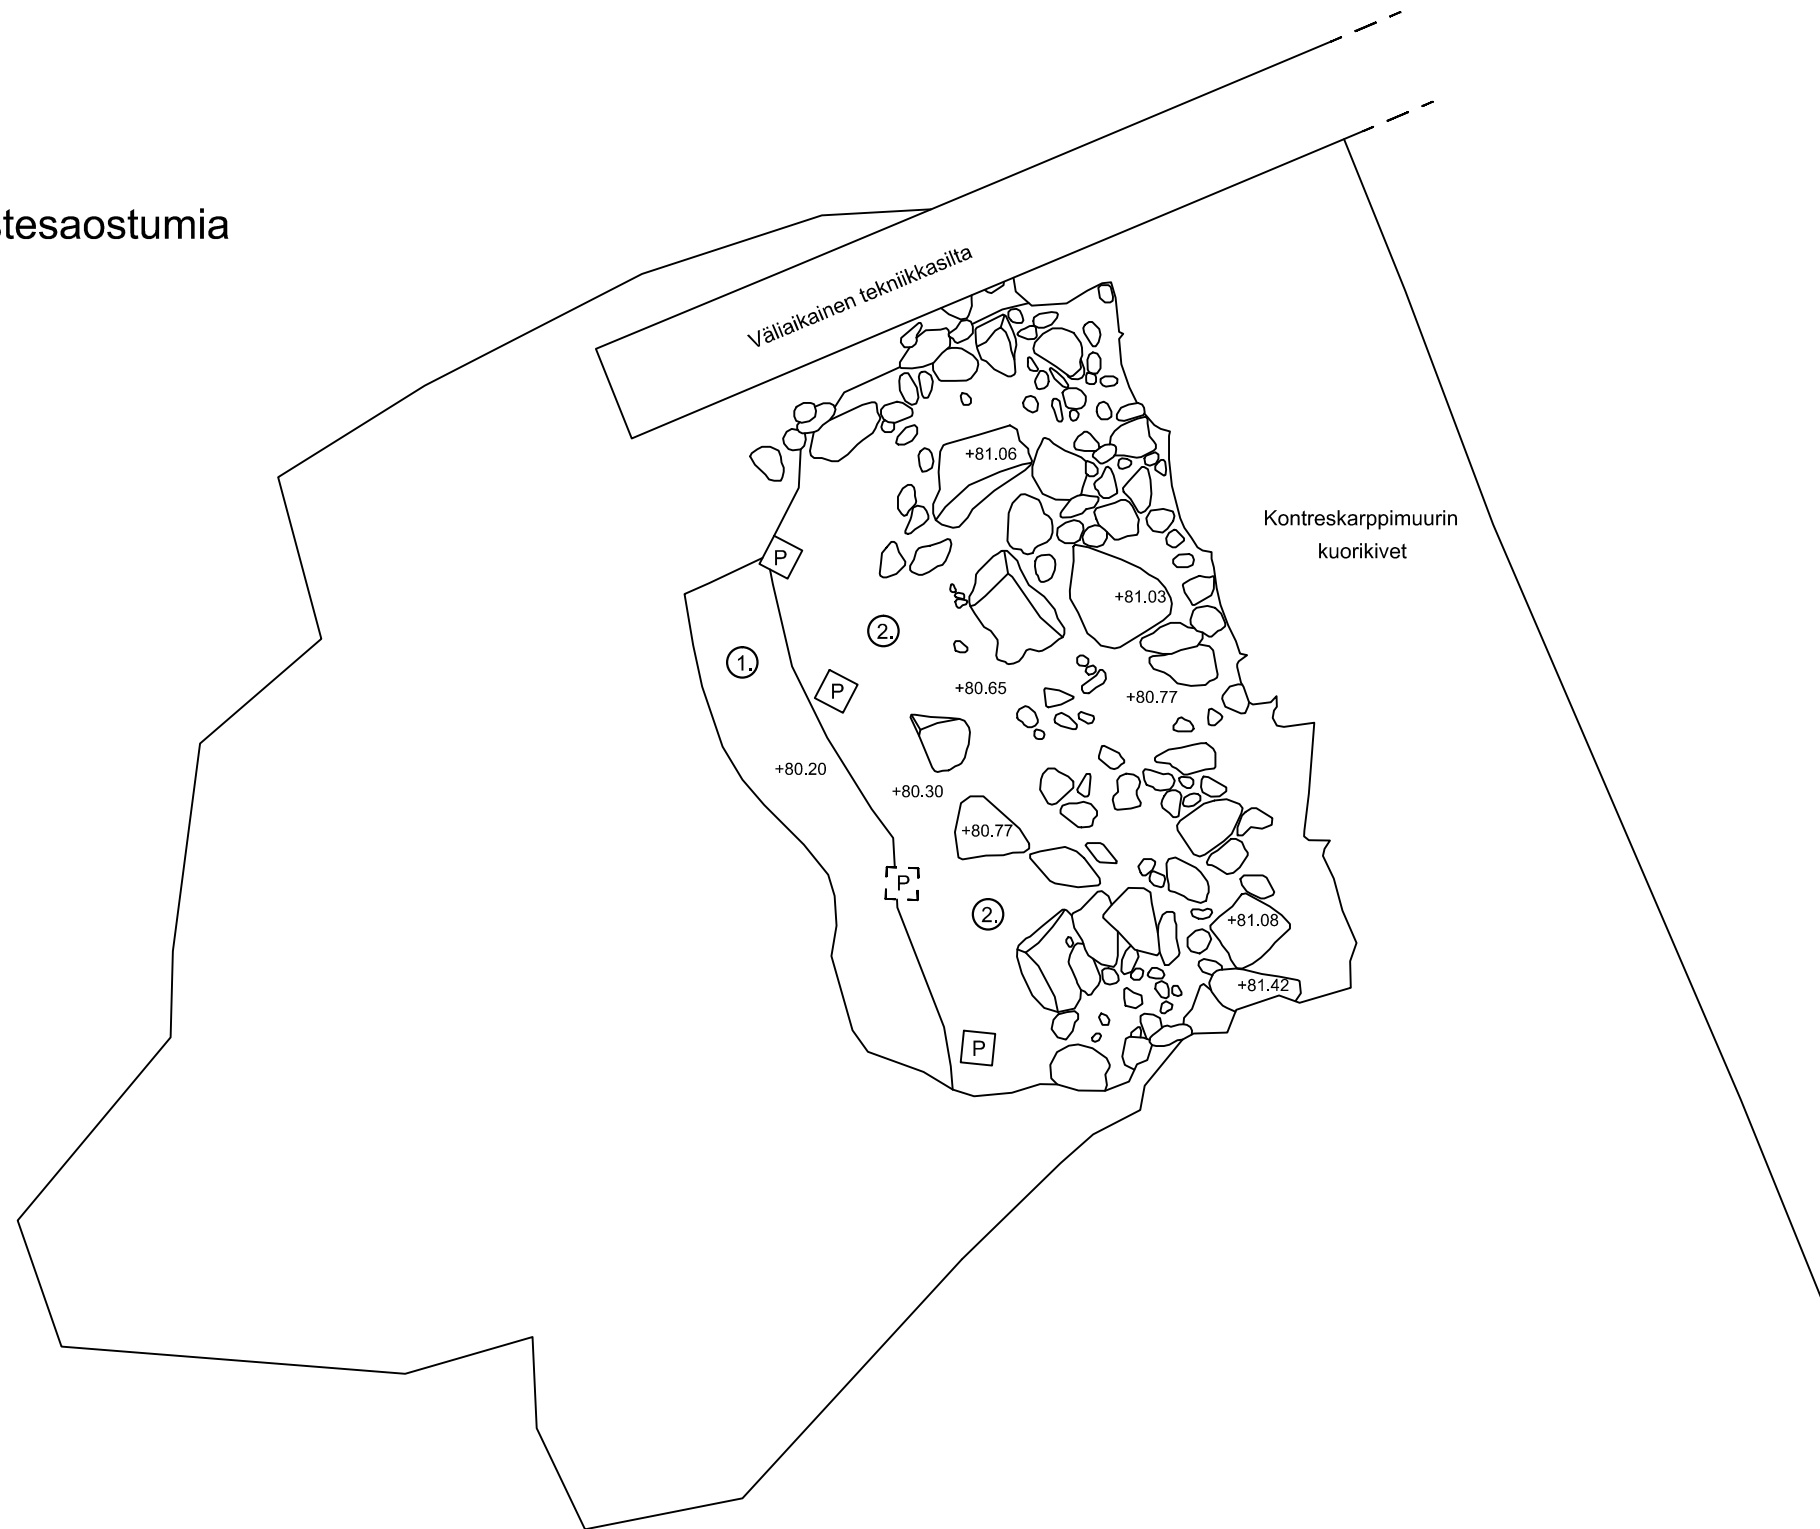 Väliaikainen tekniikkasilta
+81.06
Kontreskarppimuurin
kuorikivet
P
+81.03
2.
1.
P
+80.65
+80.77
+80.20
+80.30
+80.77
P
2.
+81.08
+81.42
P